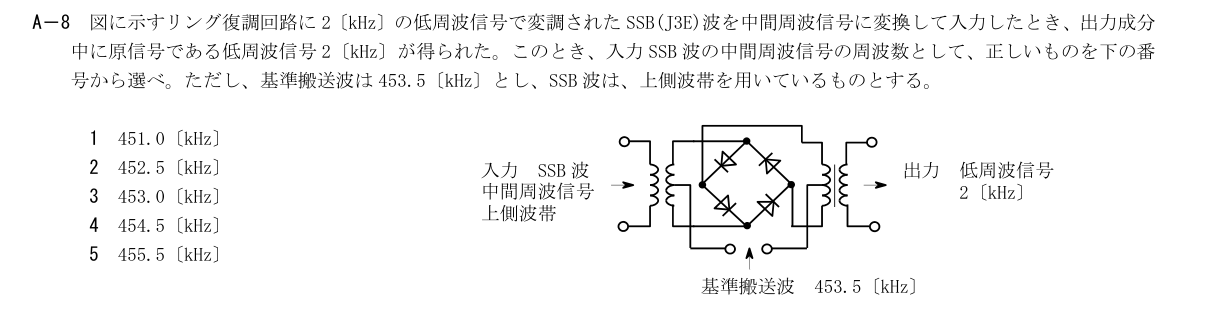 A－8　図に示すリング復調回路に 2〔kHz〕の低周波信号で変調された SSB(J3E)波を中間周波信号に変換して入力したとき、出力成分
中に原信号である低周波信号 2〔kHz〕が得られた。このとき、入力 SSB 波の中間周波信号の周波数として、正しいものを下の番
号から選べ。ただし、基準搬送波は 453.5〔kHz〕とし、SSB 波は、上側波帯を用いているものとする。
1　451.0〔kHz〕
2　452.5〔kHz〕
3　453.0〔kHz〕
4　454.5〔kHz〕
5　455.5〔kHz〕
入力　SSB 波
中間周波信号
上側波帯
出力　低周波信号
2〔kHz〕
基準搬送波　453.5〔kHz〕